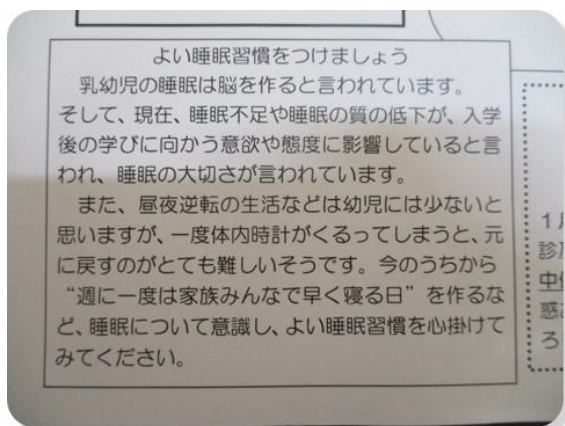 よい睡眠習慣をつけましょう
乳幼児の睡眠は脳を作ると言われています。
そして、現在、睡眠不足や睡眠の質の低下が、入学
後の学びに向かう意欲や態度に影響していると言
われ、睡眠の大切さが言われています。
また、昼夜逆転の生活などは幼児には少ないと
思いますが、一度体内時計がくるってしまうと、元
に戻すのがとても難しいそうです。今のうちから
“週に一度は家族みんなで早く寝る日”を作るな
ど、睡眠について意識し、よい睡眠習慣を心掛けて
みてください。